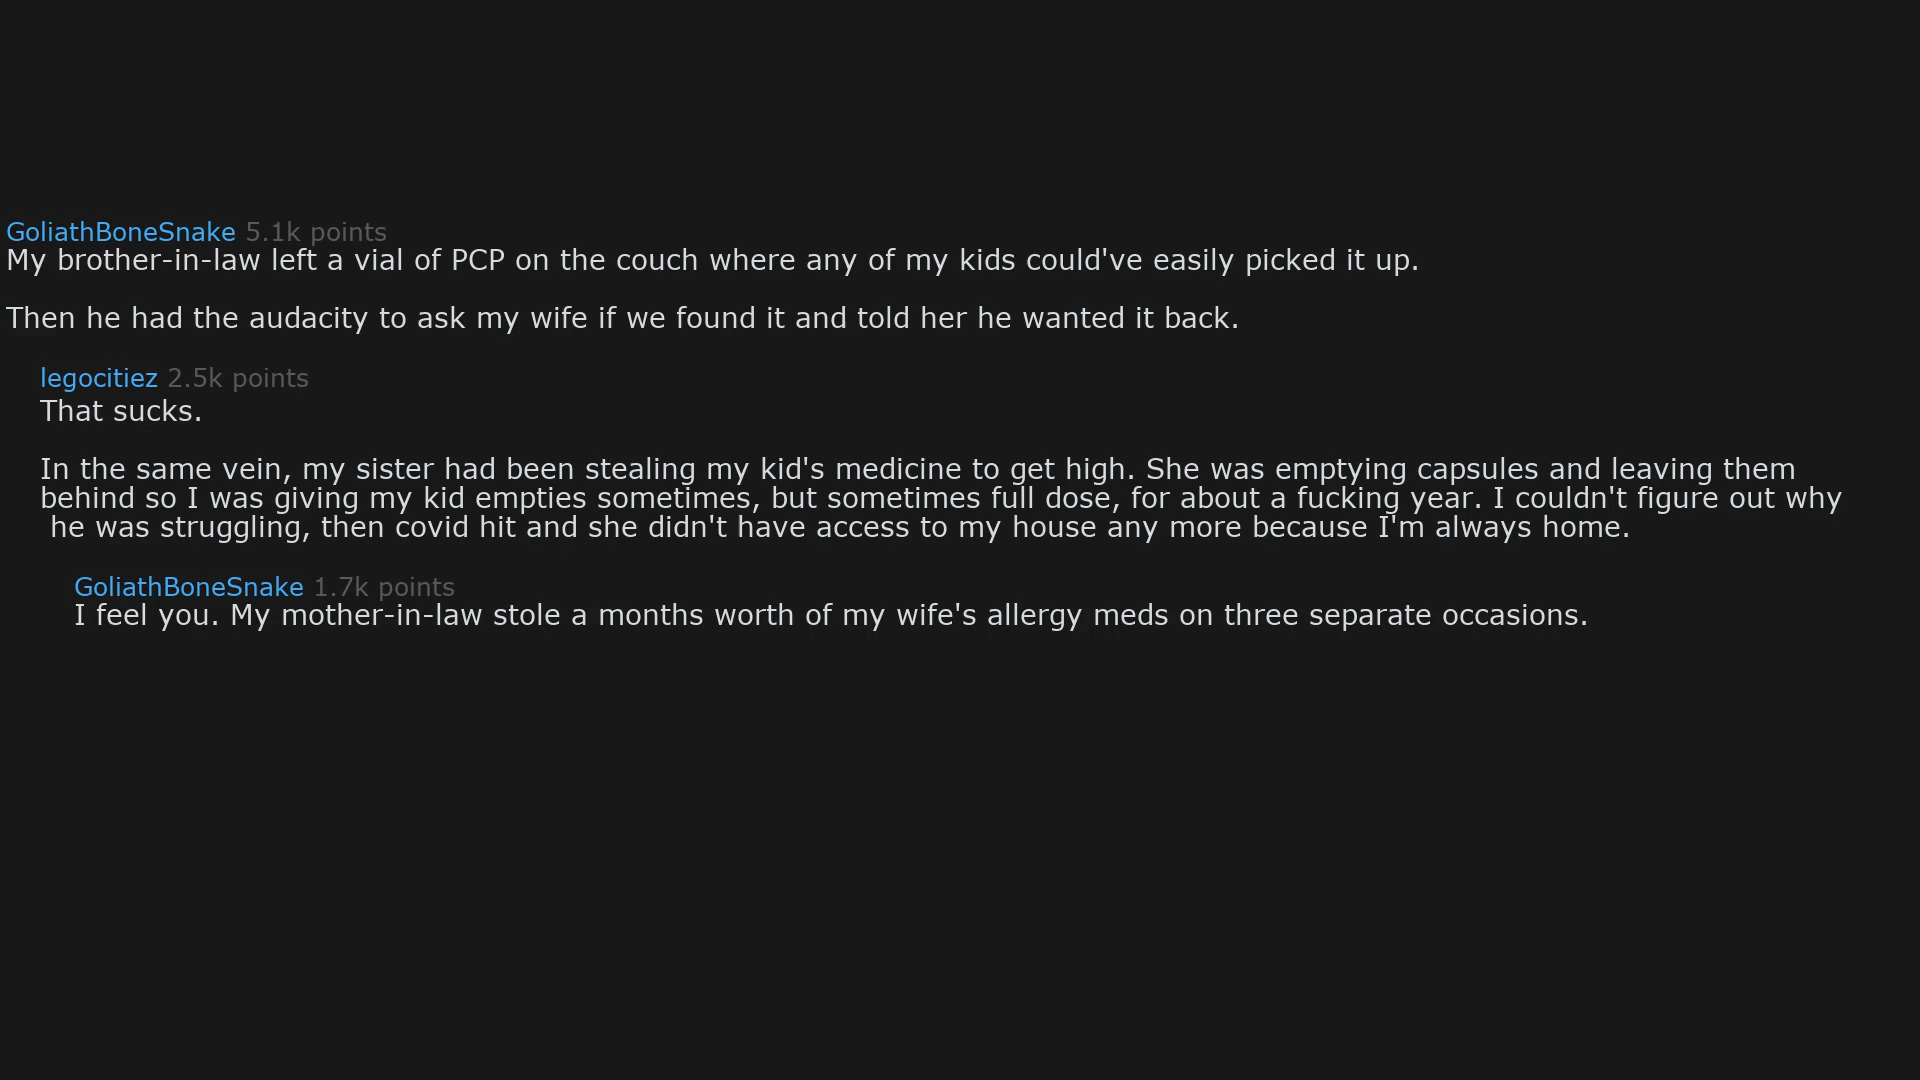 GoliathBoneSnake 5.1k points
My brother-in-law left a vial of PCP on the couch where any of my kids could've easily picked it up.
Then he had the audacity to ask my wife if we found it and told her he wanted it back.
legocitiez 2.5k points
That sucks.
In the same vein, my sister had been stealing my kid's medicine to get high. She was emptying capsules and leaving them
behind so I was giving my kid empties sometimes, but sometimes full dose, for about a fucking year. I couldn't figure out why
he was struggling, then covid hit and she didn't have access to my house any more because I'm always home.
GoliathBoneSnake 1.7k points
I feel you. My mother-in-law stole a months worth of my wife's allergy meds on three separate occasions.